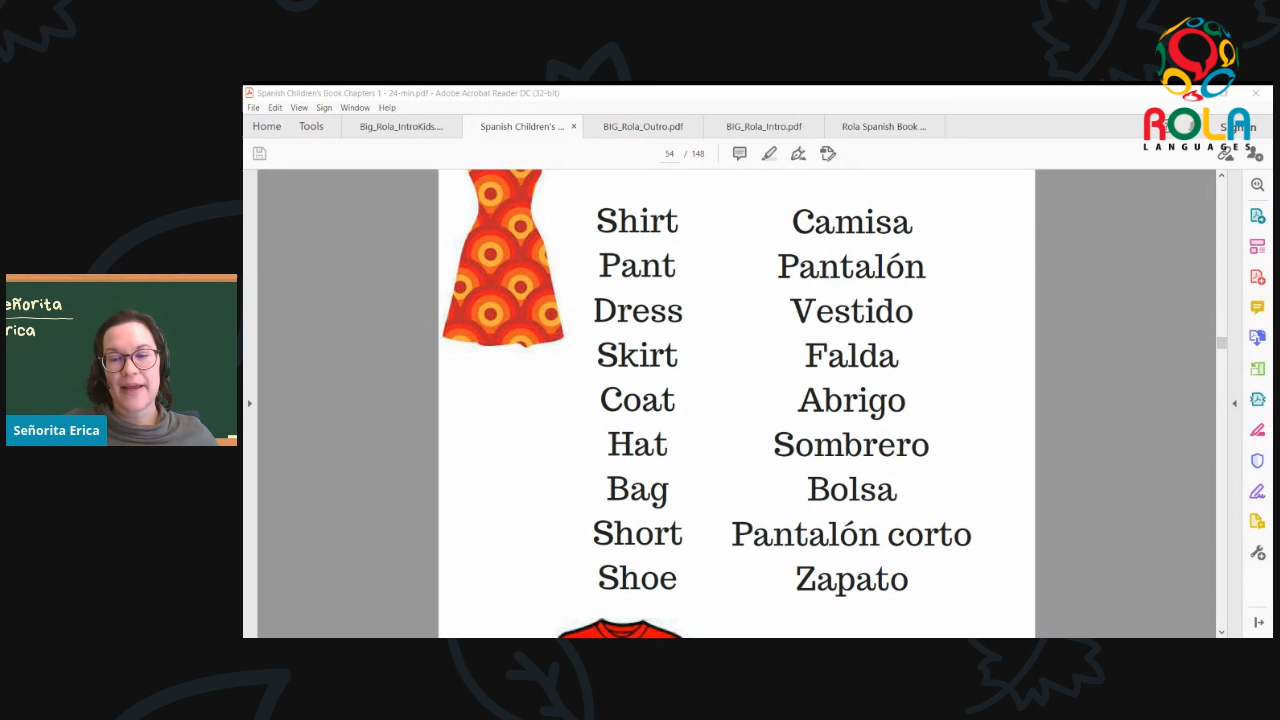 ROLA
LANGUAGES
Spanish Children's Book Chapters 1 - 24-min.pdf - Adobe Acrobat Reader DC (32-bit)
File Edit View Sign Window Help
Home Tools Big_Rola_IntroKids.... Spanish Children's ... × BIG_Rola_Outro.pdf BIG_Rola_Intro.pdf Rola Spanish Book ...
54 / 148
Shirt Camisa
Pant Pantalón
Dress Vestido
Skirt Falda
Coat Abrigo
Hat Sombrero
Bag Bolsa
Short Pantalón corto
Shoe Zapato
eñorita
rica
Señorita Erica